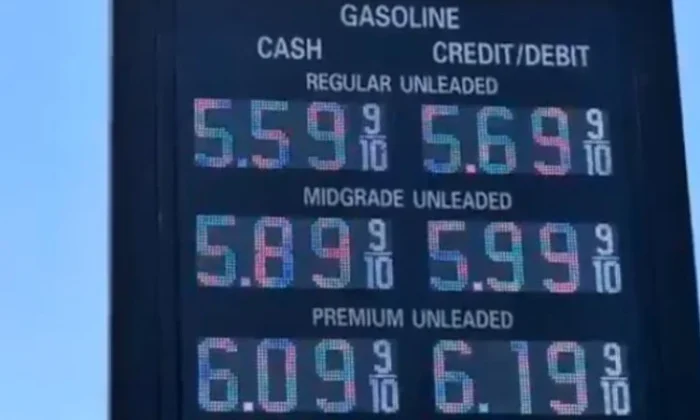 GASOLINE
CASH CREDIT/DEBIT
REGULAR UNLEADED
5.59 9/10 5.69 9/10
MIDGRADE UNLEADED
5.89 9/10 5.99 9/10
PREMIUM UNLEADED
6.09 9/10 6.19 9/10